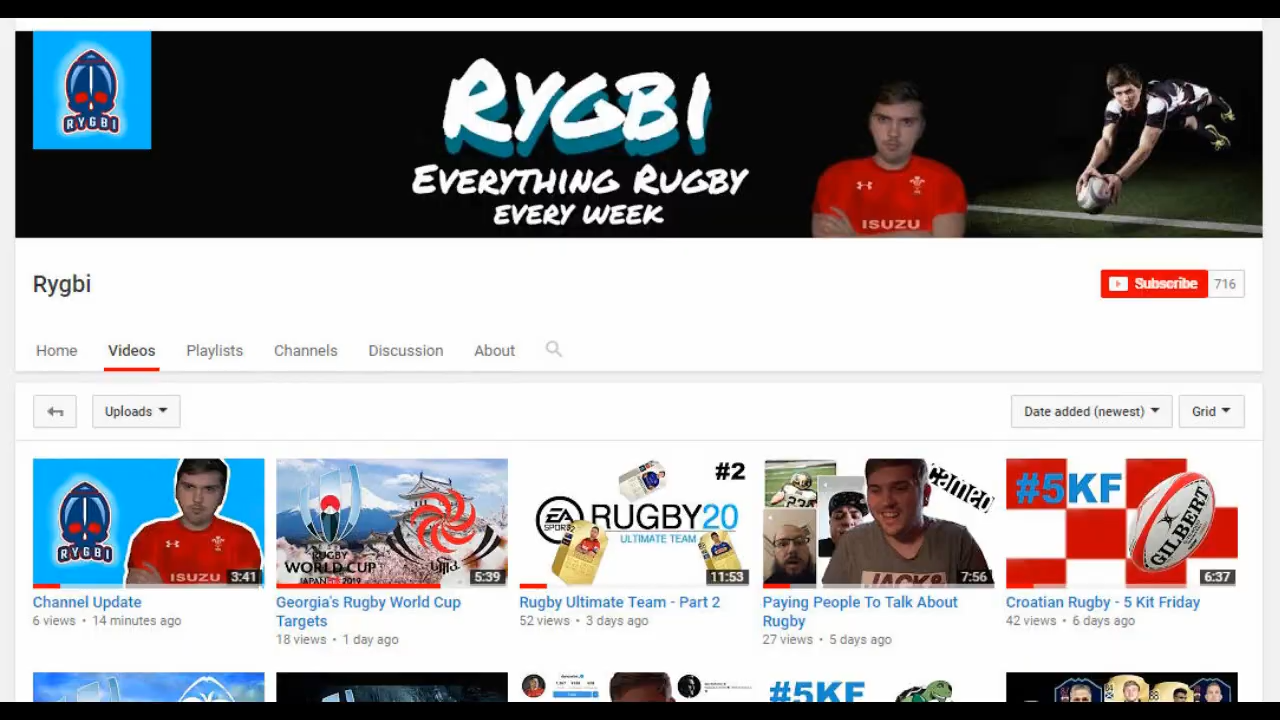 RYGBI
RYGBI
EVERYTHING RUGBY
EVERY WEEK
ISUZU
Rygbi
Subscribe 716
Home Videos Playlists Channels Discussion About
Uploads
Date added (newest) Grid
RYGBI
ISUZU
3:41
RUGBY
WORLD CUP
JAPAN 2019
5:39
#2
EA
SPORTS
RUGBY20
ULTIMATE TEAM
11:53
cameo
7:56
#5KF
GILBERT
6:37
Channel Update
6 views • 14 minutes ago
Georgia's Rugby World Cup
Targets
18 views • 1 day ago
Rugby Ultimate Team - Part 2
52 views • 3 days ago
Paying People To Talk About
Rugby
27 views • 5 days ago
Croatian Rugby - 5 Kit Friday
42 views • 6 days ago
#5KF